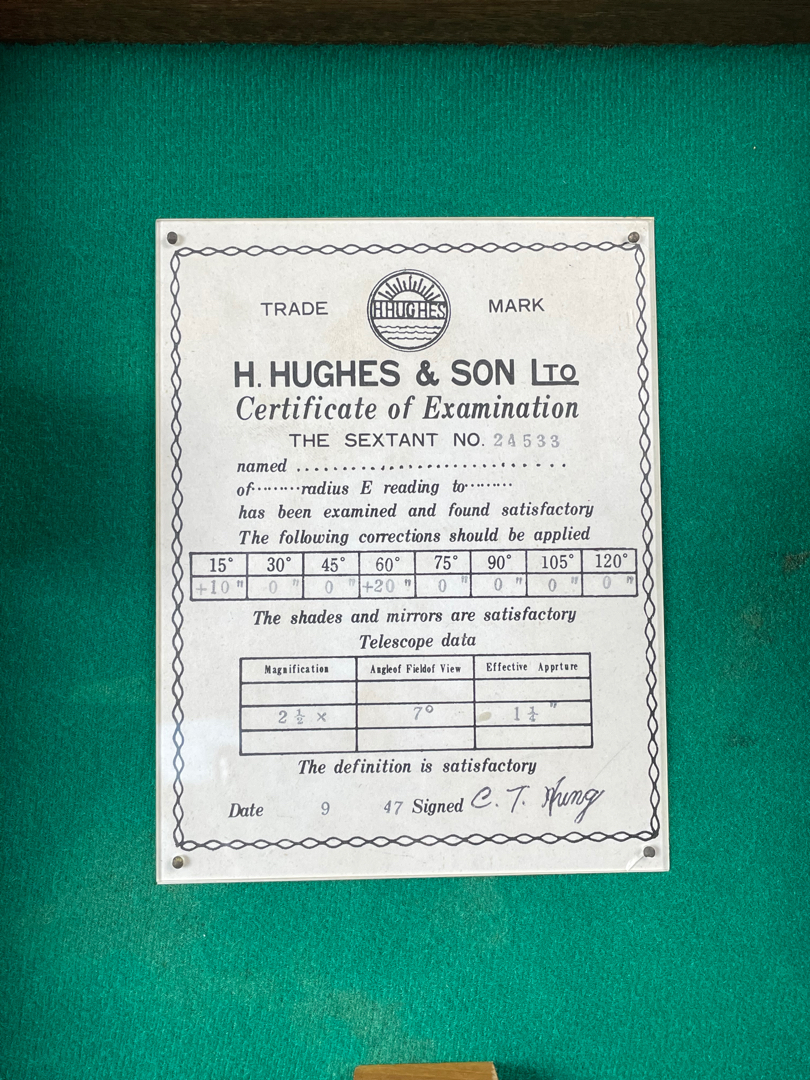 TRADE H.HUGHES MARK
H. HUGHES & SON LTD
Certificate of Examination
THE SEXTANT NO. 24533
named ........................
of.........radius E reading to.........
has been examined and found satisfactory
The following corrections should be applied
15° 30° 45° 60° 75° 90° 105° 120°
+10" 0" 0" +20" 0" 0" 0" 0"
The shades and mirrors are satisfactory
Telescope data
Magnification Angleof Fieldof View Effective Apprture
2½ × 7° 1¼"
The definition is satisfactory
Date 9 47 Signed C. T.